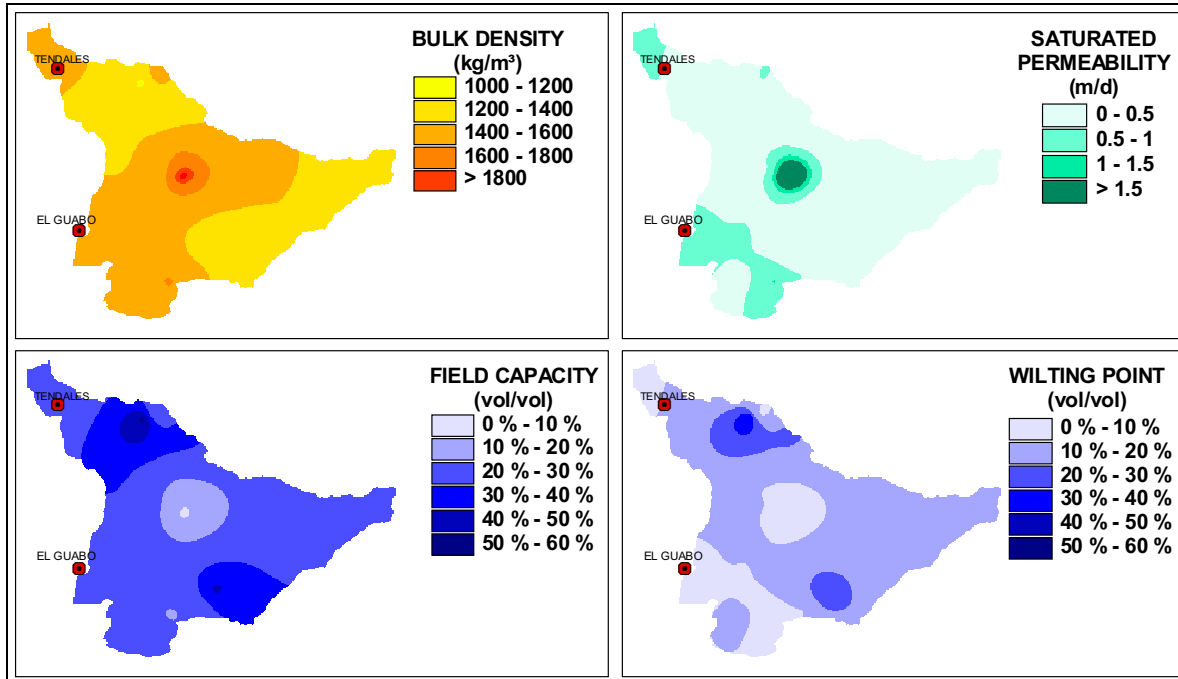 BULK DENSITY
(kg/m³)
1000 - 1200
1200 - 1400
1400 - 1600
1600 - 1800
> 1800
TENDALES
EL GUABO
SATURATED
PERMEABILITY
(m/d)
0 - 0.5
0.5 - 1
1 - 1.5
> 1.5
TENDALES
EL GUABO
FIELD CAPACITY
(vol/vol)
0 % - 10 %
10 % - 20 %
20 % - 30 %
30 % - 40 %
40 % - 50 %
50 % - 60 %
TENDALES
EL GUABO
WILTING POINT
(vol/vol)
0 % - 10 %
10 % - 20 %
20 % - 30 %
30 % - 40 %
40 % - 50 %
50 % - 60 %
TENDALES
EL GUABO